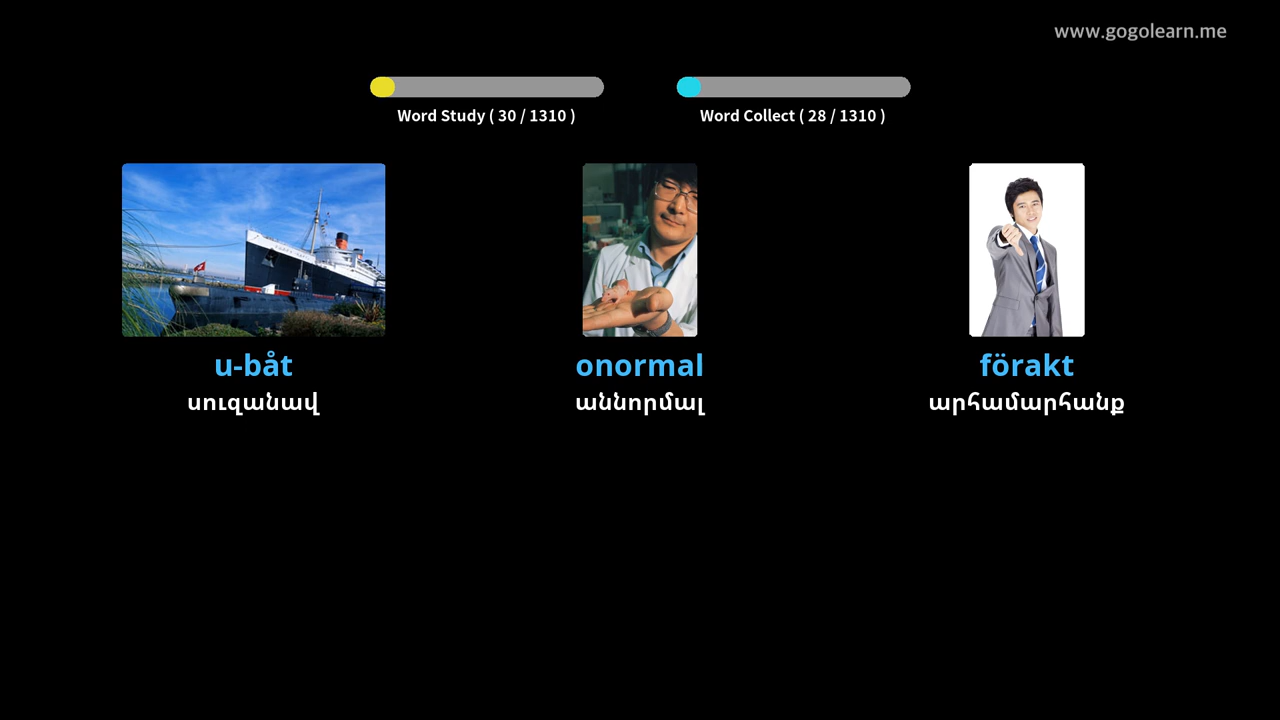 www.gogolearn.me
Word Study ( 30 / 1310 )
Word Collect ( 28 / 1310 )
u-båt
սուզանավ
onormal
աննորմալ
förakt
արհամարհանք